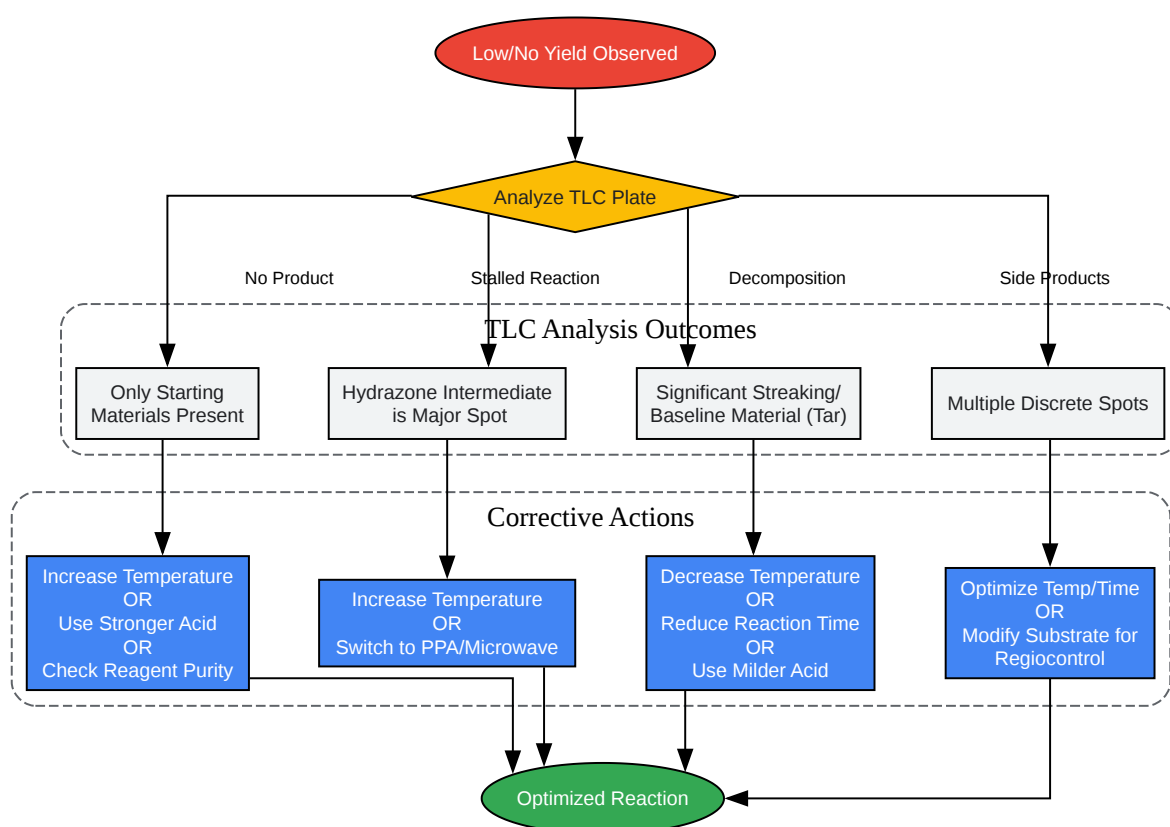 Low/No Yield Observed
Analyze TLC Plate
No Product
Stalled Reaction
Decomposition
Side Products
TLC Analysis Outcomes
Only Starting
Materials Present
Hydrazone Intermediate
is Major Spot
Significant Streaking/
Baseline Material (Tar)
Multiple Discrete Spots
Corrective Actions
Increase Temperature
OR
Use Stronger Acid
OR
Check Reagent Purity
Increase Temperature
OR
Switch to PPA/Microwave
Decrease Temperature
OR
Reduce Reaction Time
OR
Use Milder Acid
Optimize Temp/Time
OR
Modify Substrate for
Regiocontrol
Optimized Reaction